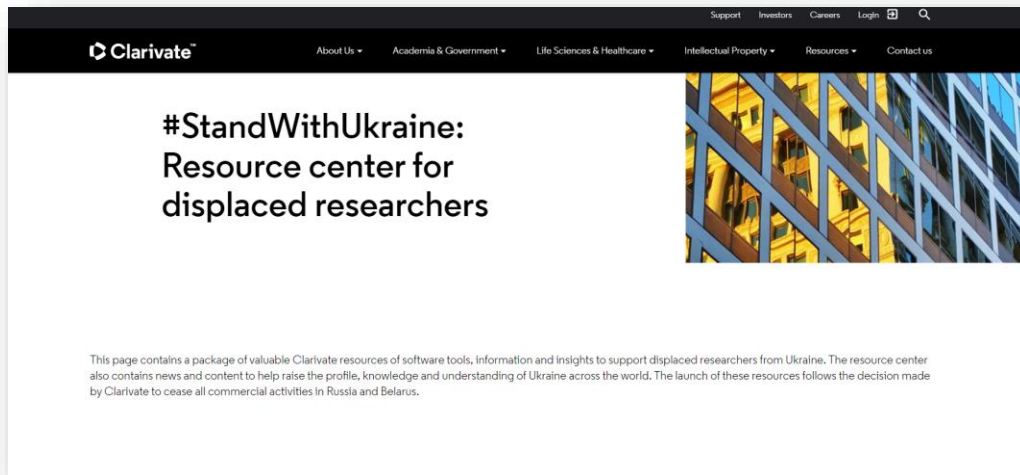 Support Investors Careers Login
Clarivate™ About Us Academia & Government Life Sciences & Healthcare Intellectual Property Resources Contact us
#StandWithUkraine:
Resource center for
displaced researchers
This page contains a package of valuable Clarivate resources of software tools, information and insights to support displaced researchers from Ukraine. The resource center
also contains news and content to help raise the profile, knowledge and understanding of Ukraine across the world. The launch of these resources follows the decision made
by Clarivate to cease all commercial activities in Russia and Belarus.